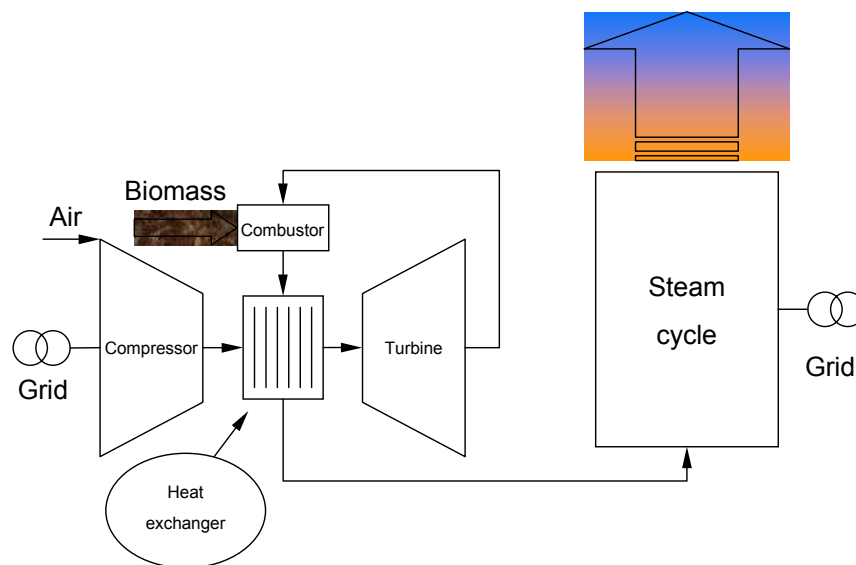 Biomass
Air
Combustor
Steam
cycle
Compressor
Turbine
Grid
Grid
Heat
exchanger